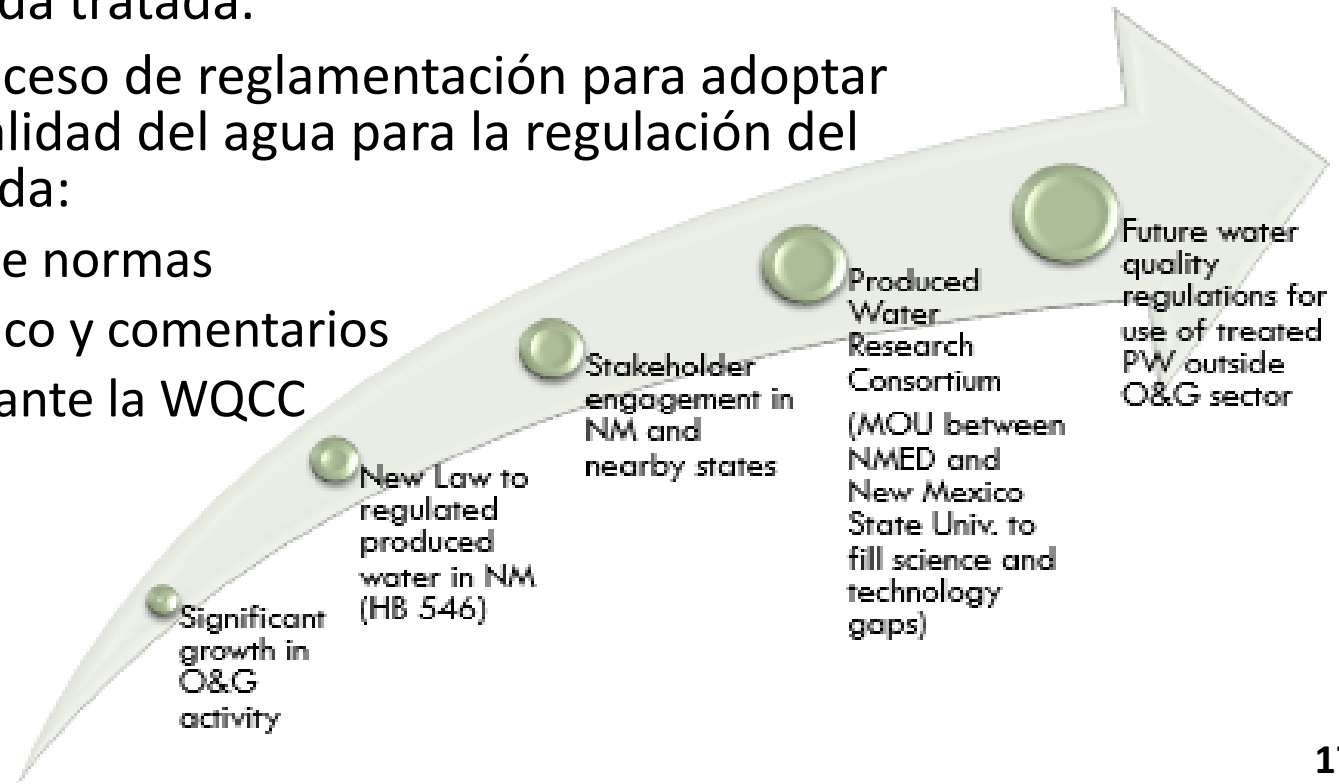 da tratada.
ceso de reglamentación para adoptar
alidad del agua para la regulación del
da:
e normas
co y comentarios
ante la WQCC
Significant
growth in
O&G
activity
New Law to
regulated
produced
water in NM
(HB 546)
Stakeholder
engagement in
NM and
nearby states
Produced
Water
Research
Consortium
(MOU between
NMED and
New Mexico
State Univ. to
fill science and
technology
gaps)
Future water
quality
regulations for
use of treated
PW outside
O&G sector